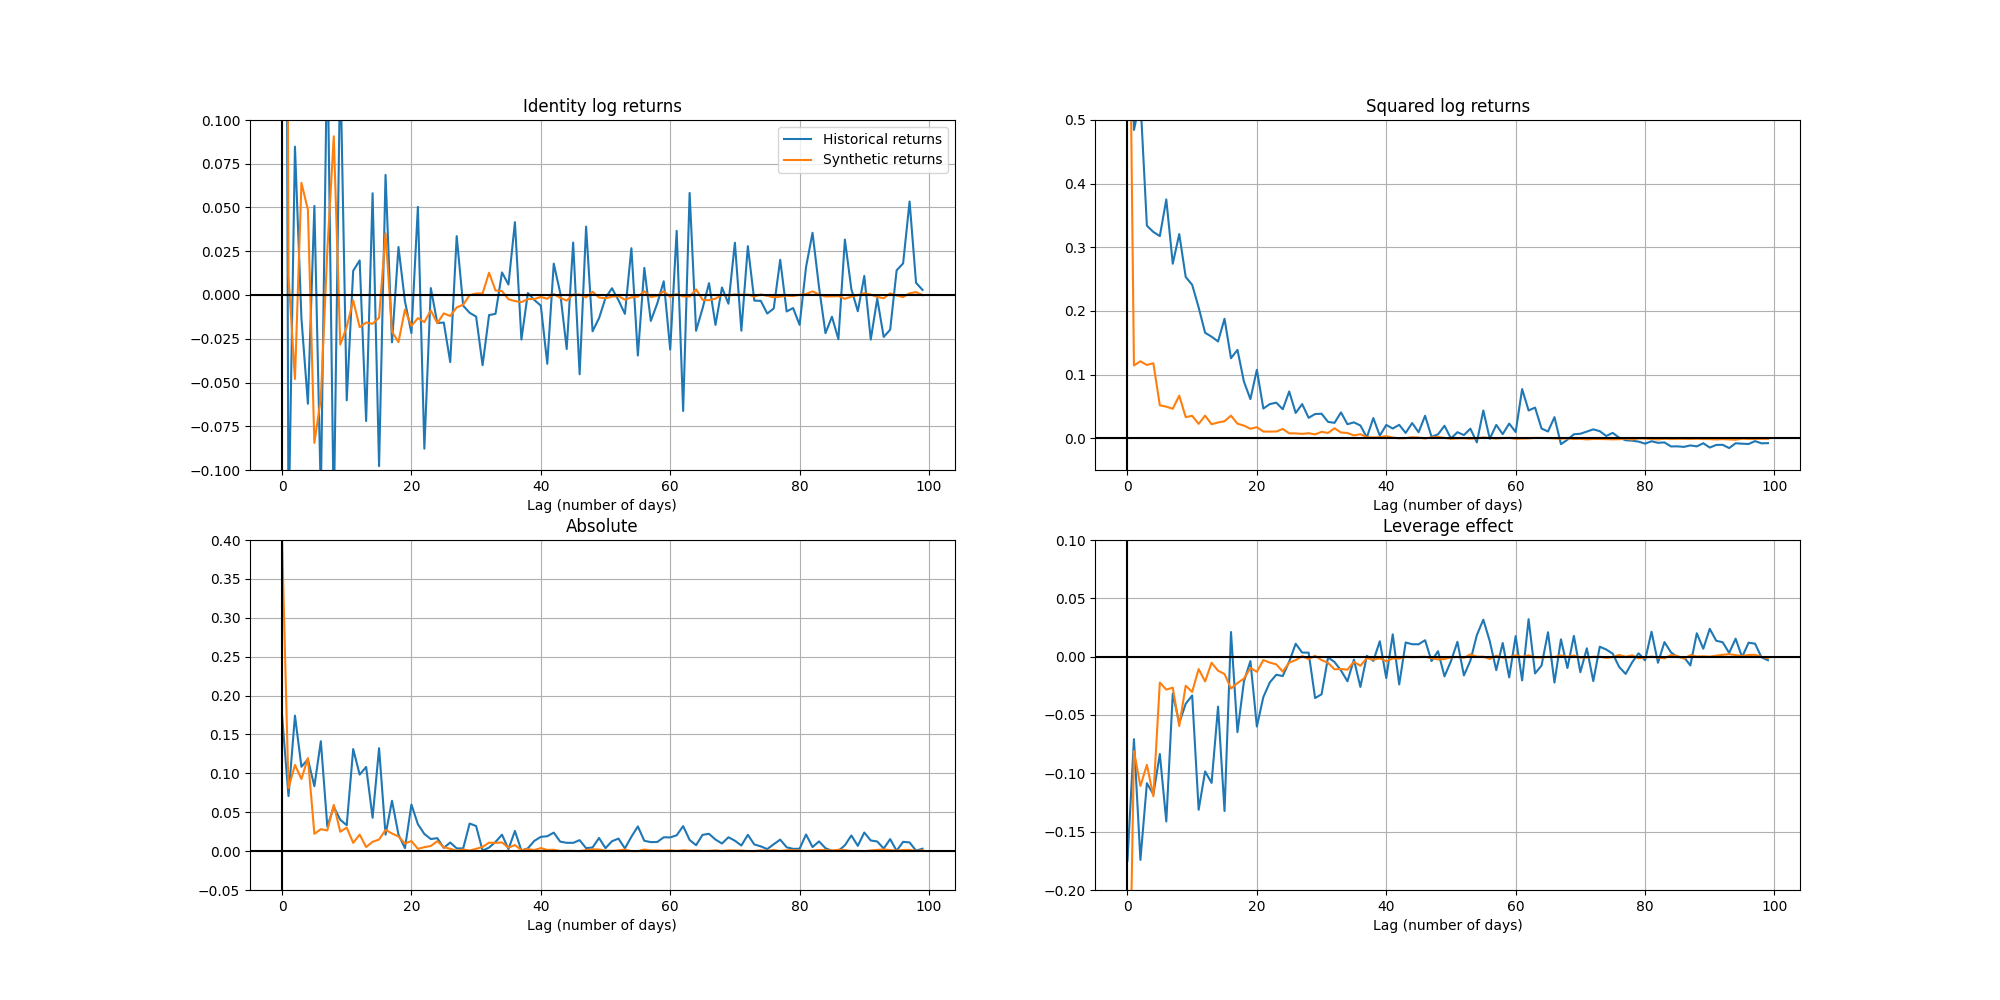 Identity log returns
Historical returns
Synthetic returns
0.100
0.075
0.050
0.025
0.000
−0.025
−0.050
−0.075
−0.100
0 20 40 60 80 100
Lag (number of days)
Squared log returns
0.5
0.4
0.3
0.2
0.1
0.0
0 20 40 60 80 100
Lag (number of days)
Absolute
0.40
0.35
0.30
0.25
0.20
0.15
0.10
0.05
0.00
−0.05
0 20 40 60 80 100
Lag (number of days)
Leverage effect
0.10
0.05
0.00
−0.05
−0.10
−0.15
−0.20
0 20 40 60 80 100
Lag (number of days)